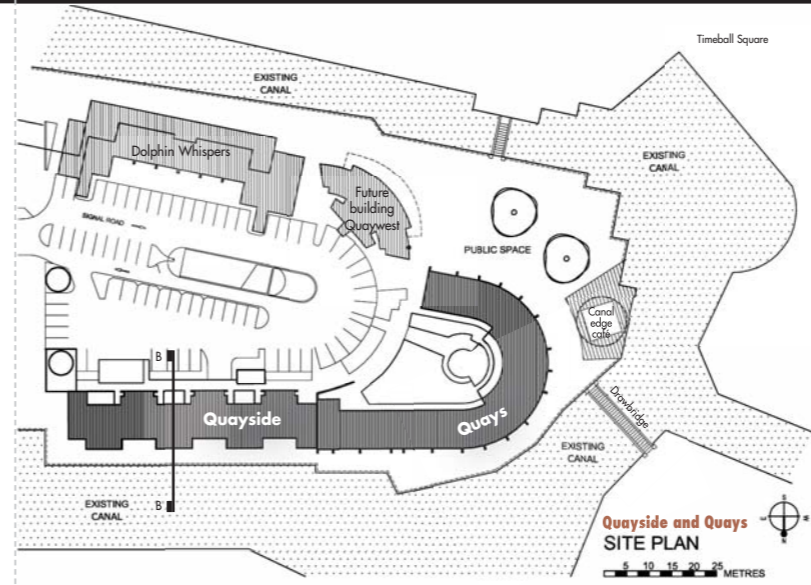 Timeball Square
EXISTING
CANAL
EXISTING
CANAL
Dolphin Whispers
Future
building
Quaywest
SIGNAL ROAD
PUBLIC SPACE
Canal
edge
café
B
Quayside
Quays
Drawbridge
EXISTING
CANAL
EXISTING
CANAL
B
Quayside and Quays
SITE PLAN
S
N
5 10 15 20 25 METRES